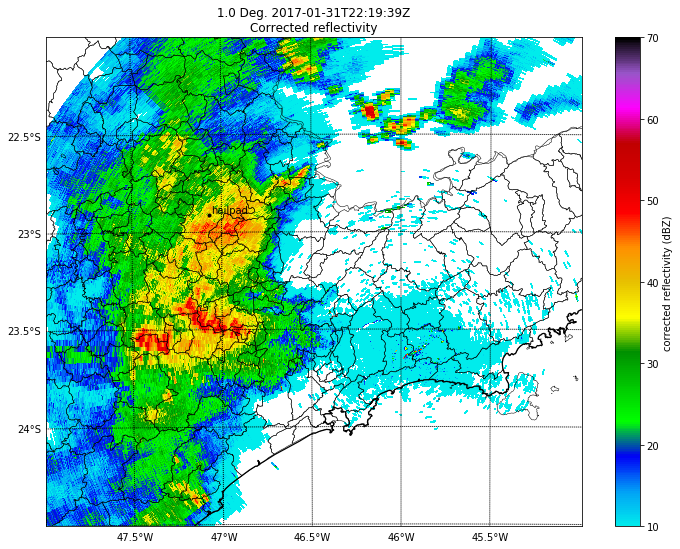 1.0 Deg. 2017-01-31T22:19:39Z
Corrected reflectivity
70
60
50
40
30
20
10
corrected reflectivity (dBZ)
22.5°S
23°S
23.5°S
24°S
hailpad
47.5°W
47°W
46.5°W
46°W
45.5°W